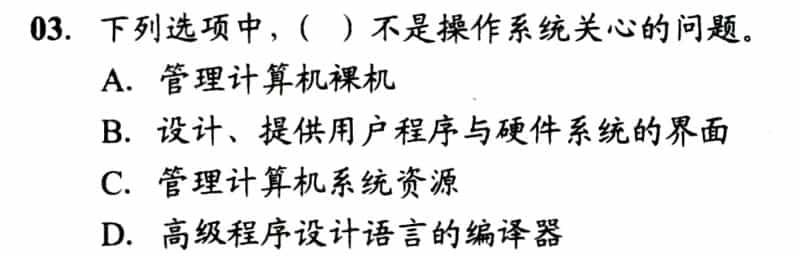 03. 下列选项中，（ ）不是操作系统关心的问题。
A. 管理计算机裸机
B. 设计、提供用户程序与硬件系统的界面
C. 管理计算机系统资源
D. 高级程序设计语言的编译器